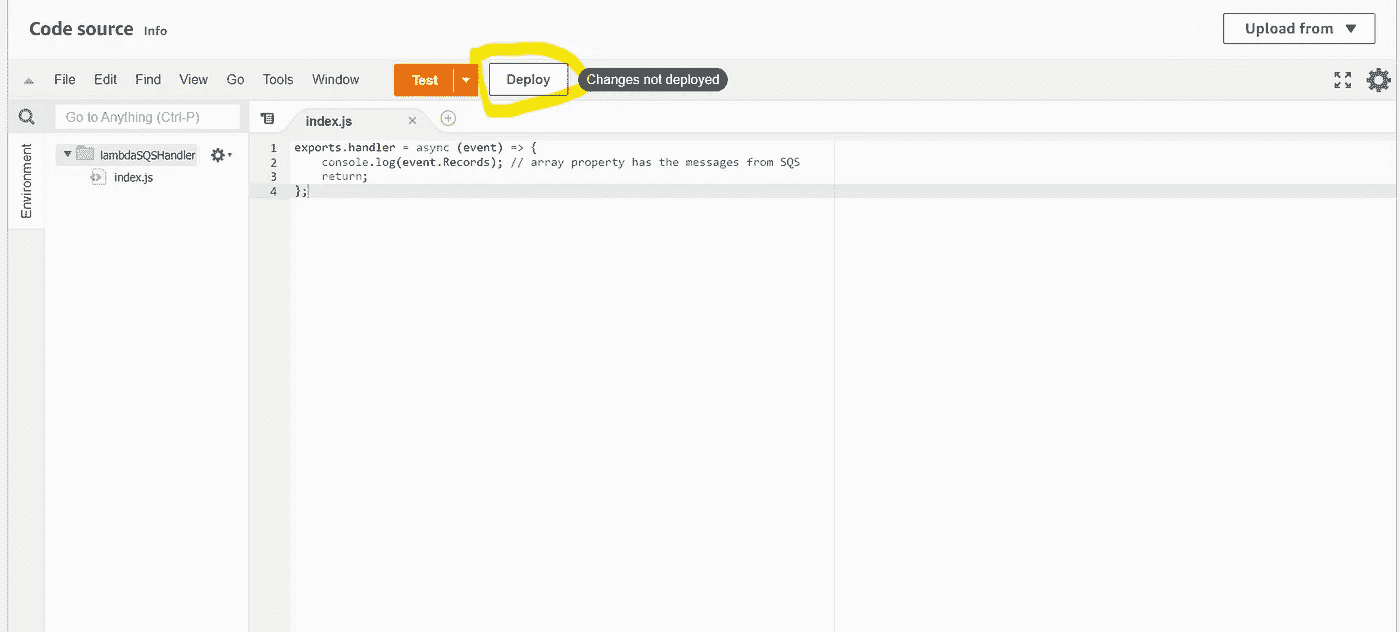 Code source Info
Upload from
File Edit Find View Go Tools Window Test Deploy Changes not deployed
Go to Anything (Ctrl-P)
index.js
Environment
lambdaSQSHandler
index.js
1 exports.handler = async (event) => {
2     console.log(event.Records); // array property has the messages from SQS
3     return;
4 };